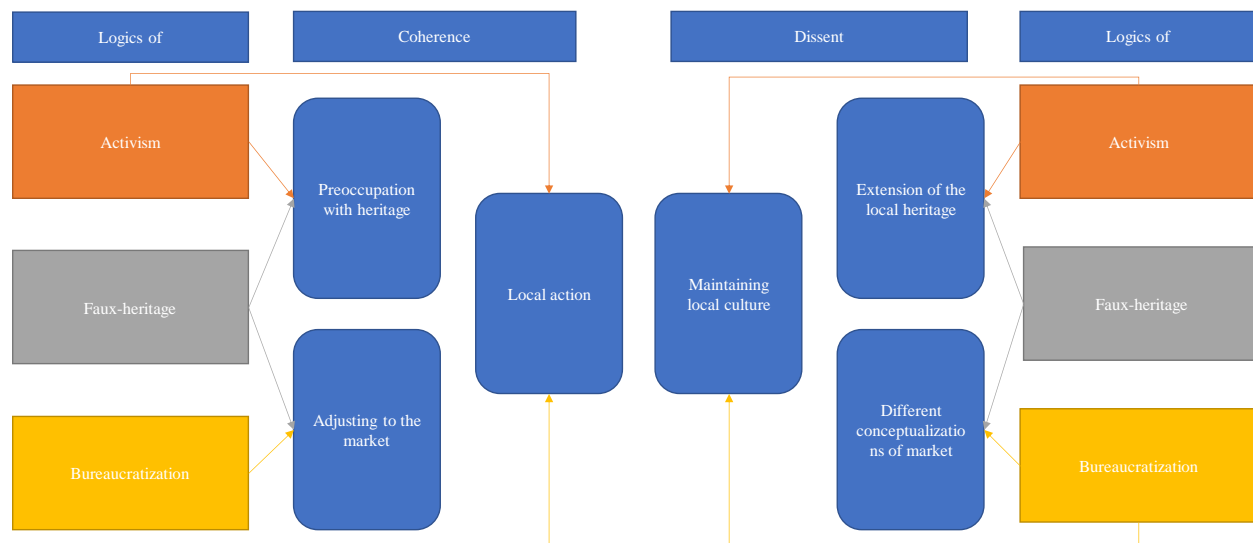 Logics of
Coherence
Dissent
Logics of
Activism
Preoccupation
with heritage
Extension of the
local heritage
Activism
Faux-heritage
Local action
Maintaining
local culture
Faux-heritage
Bureaucratization
Adjusting to the
market
Different
conceptualizatio
ns of market
Bureaucratization